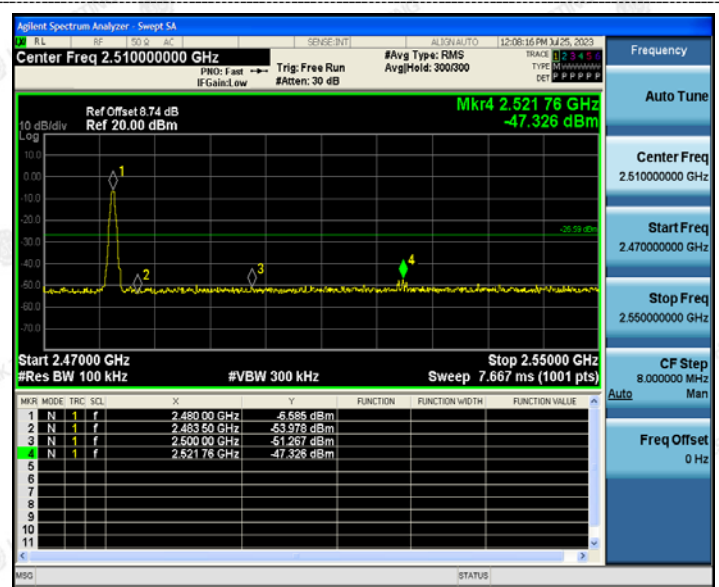 Agilent Spectrum Analyzer - Swept SA
RL RF 50 Ω AC SENSE:INT ALIGNAUTO 12:08:16 PM Jul 25, 2023
Center Freq 2.510000000 GHz
PNO: Fast
IFGain:Low
Trig: Free Run
#Atten: 30 dB
#Avg Type: RMS
Avg|Hold: 300/300
TRACE 1 2 3 4 5 6
TYPE M W W W W W
DET P P P P P P
Mkr4 2.521 76 GHz
-47.326 dBm
Ref Offset 8.74 dB
Ref 20.00 dBm
10 dB/div
Log
10.0
0.00
-10.0
-20.0
-30.0
-40.0
-50.0
-60.0
-70.0
1
2
3
4
-26.59 dBm
Start 2.47000 GHz Stop 2.55000 GHz
#Res BW 100 kHz #VBW 300 kHz Sweep 7.667 ms (1001 pts)
MKR MODE TRC SCL X Y FUNCTION FUNCTION WIDTH FUNCTION VALUE
1 N 1 f 2.480 00 GHz -6.585 dBm
2 N 1 f 2.483 50 GHz -53.978 dBm
3 N 1 f 2.500 00 GHz -51.267 dBm
4 N 1 f 2.521 76 GHz -47.326 dBm
5
6
7
8
9
10
11
MSG STATUS
Frequency
Auto Tune
Center Freq
2.510000000 GHz
Start Freq
2.470000000 GHz
Stop Freq
2.550000000 GHz
CF Step
8.000000 MHz
Auto Man
Freq Offset
0 Hz